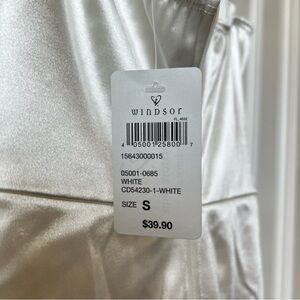 WINDSOR
4 05001 25800 7
15643000015
05001-0685
WHITE
CD54230-1-WHITE
SIZE S
$39.90